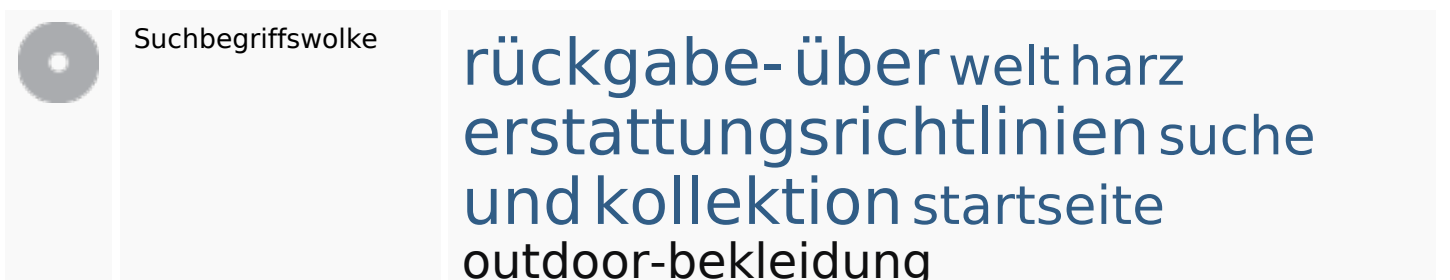 Suchbegriffswolke
rückgabe- über welt harz
erstattungsrichtlinien suche
und kollektion startseite
outdoor-bekleidung